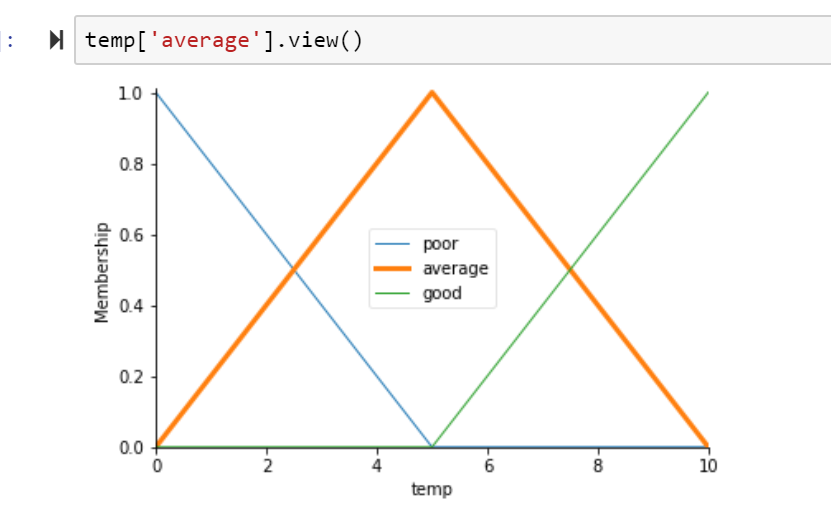 ]:
temp['average'].view()
1.0
0.8
0.6
0.4
0.2
0.0
Membership
poor
average
good
0 2 4 6 8 10
temp